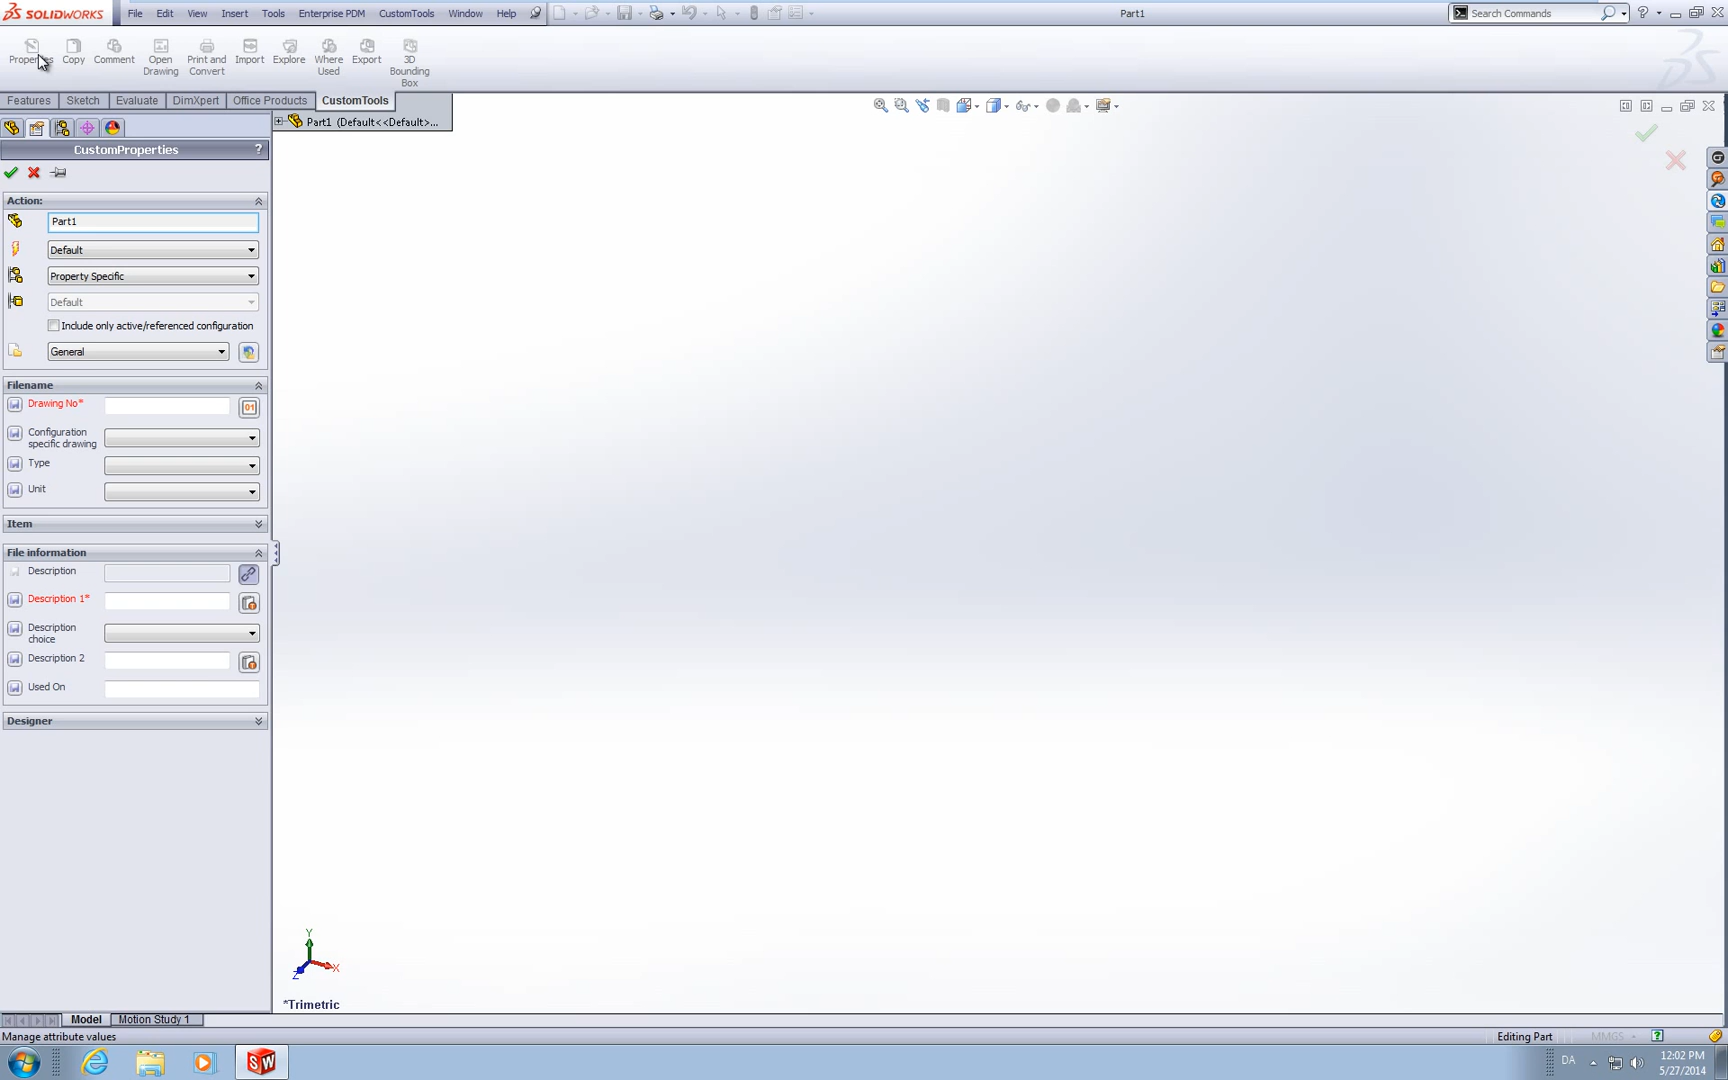 SOLIDWORKS File Edit View Insert Tools Enterprise PDM CustomTools Window Help Part1 Search Commands
Properties Copy Comment Open Drawing Print and Convert Import Explore Where Used Export 3D Bounding Box
Features Sketch Evaluate DimXpert Office Products CustomTools
Part1 (Default<<Default>...
CustomProperties ?
Action:
Part1
Default
Property Specific
Default
Include only active/referenced configuration
General
Filename
Drawing No*
01
Configuration
specific drawing
Type
Unit
Item
File information
Description
Description 1*
Description
choice
Description 2
Used On
Designer
Y
X
Z
*Trimetric
Model Motion Study 1
Manage attribute values Editing Part MMGS
SW DA 12:02 PM
5/27/2014